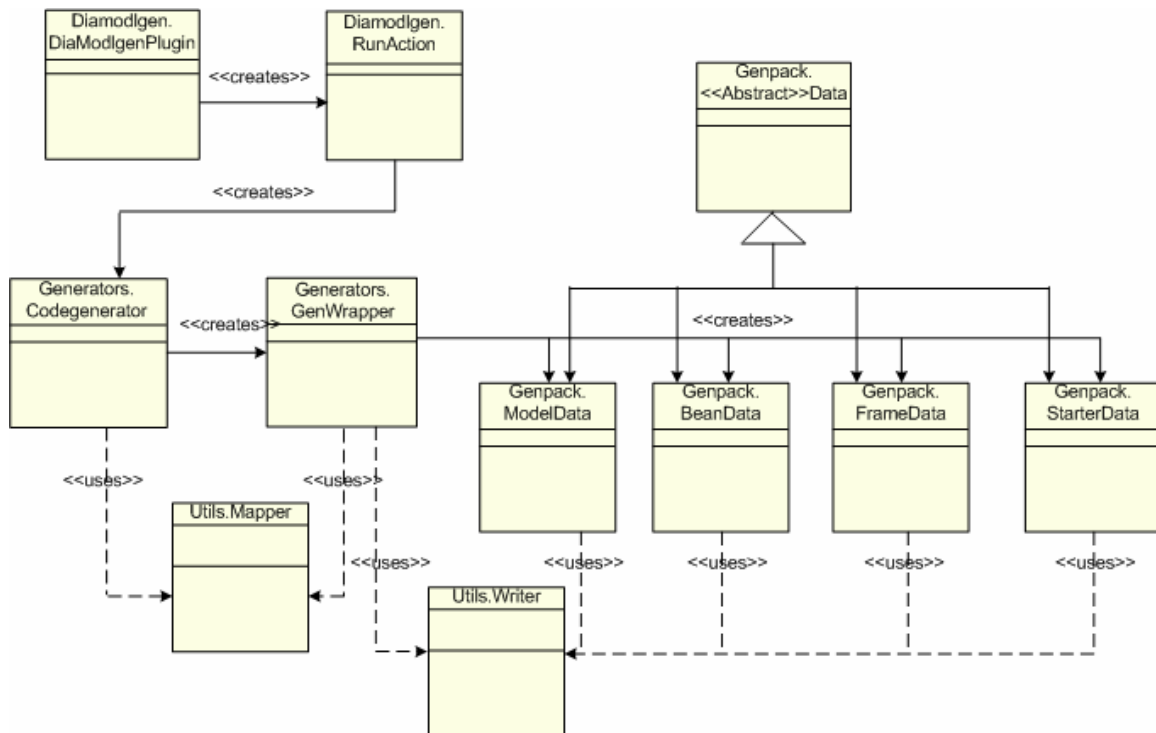 Diamodlgen.
DiaModlgenPlugin
Diamodlgen.
RunAction
<<creates>>
Genpack.
<<Abstract>>Data
<<creates>>
Generators.
Codegenerator
Generators.
GenWrapper
<<creates>>
<<creates>>
Genpack.
ModelData
Genpack.
BeanData
Genpack.
FrameData
Genpack.
StarterData
<<uses>>
<<uses>>
Utils.Mapper
<<uses>>
<<uses>>
<<uses>>
<<uses>>
<<uses>>
Utils.Writer